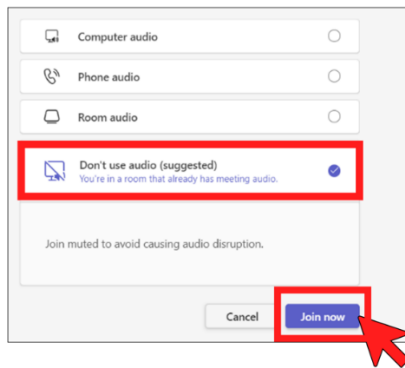 Computer audio
Phone audio
Room audio
Don't use audio (suggested)
You're in a room that already has meeting audio.
Join muted to avoid causing audio disruption.
Cancel
Join now